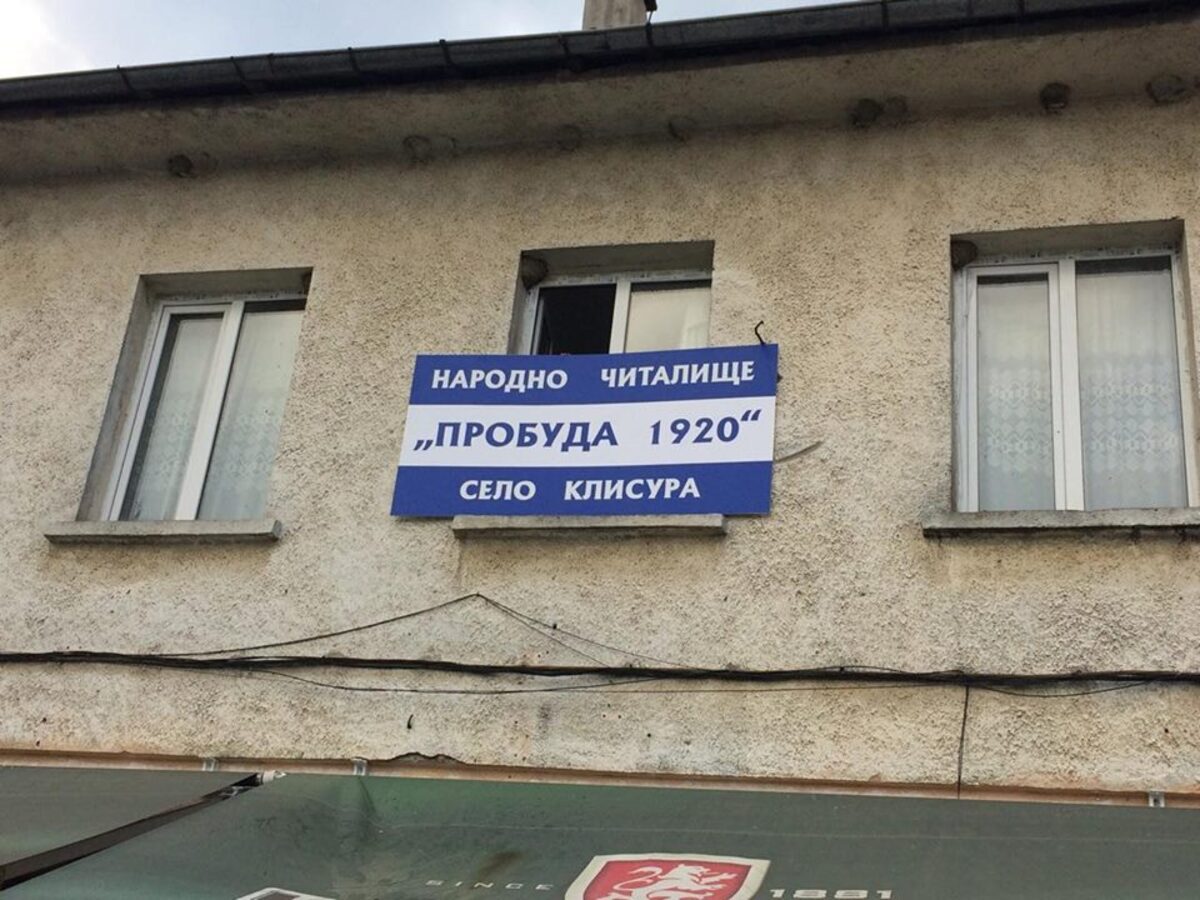 НАРОДНО ЧИТАЛИЩЕ
„ПРОБУДА 1920“
СЕЛО КЛИСУРА
SINCE 1881